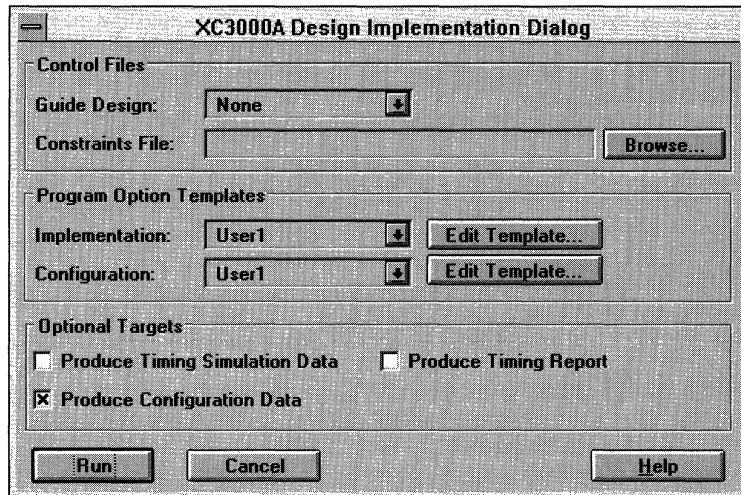 XC3000A Design Implementation Dialog
Control Files
Guide Design: None
Constraints File: Browse...
Program Option Templates
Implementation: User1 Edit Template...
Configuration: User1 Edit Template...
Optional Targets
Produce Timing Simulation Data Produce Timing Report
Produce Configuration Data
Run Cancel Help